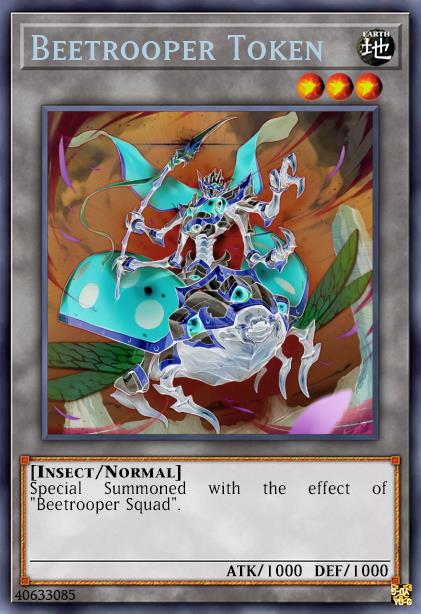 Beetrooper Token
EARTH
地
[Insect/Normal]
Special Summoned with the effect of
"Beetrooper Squad".
ATK/1000 DEF/1000
40633085